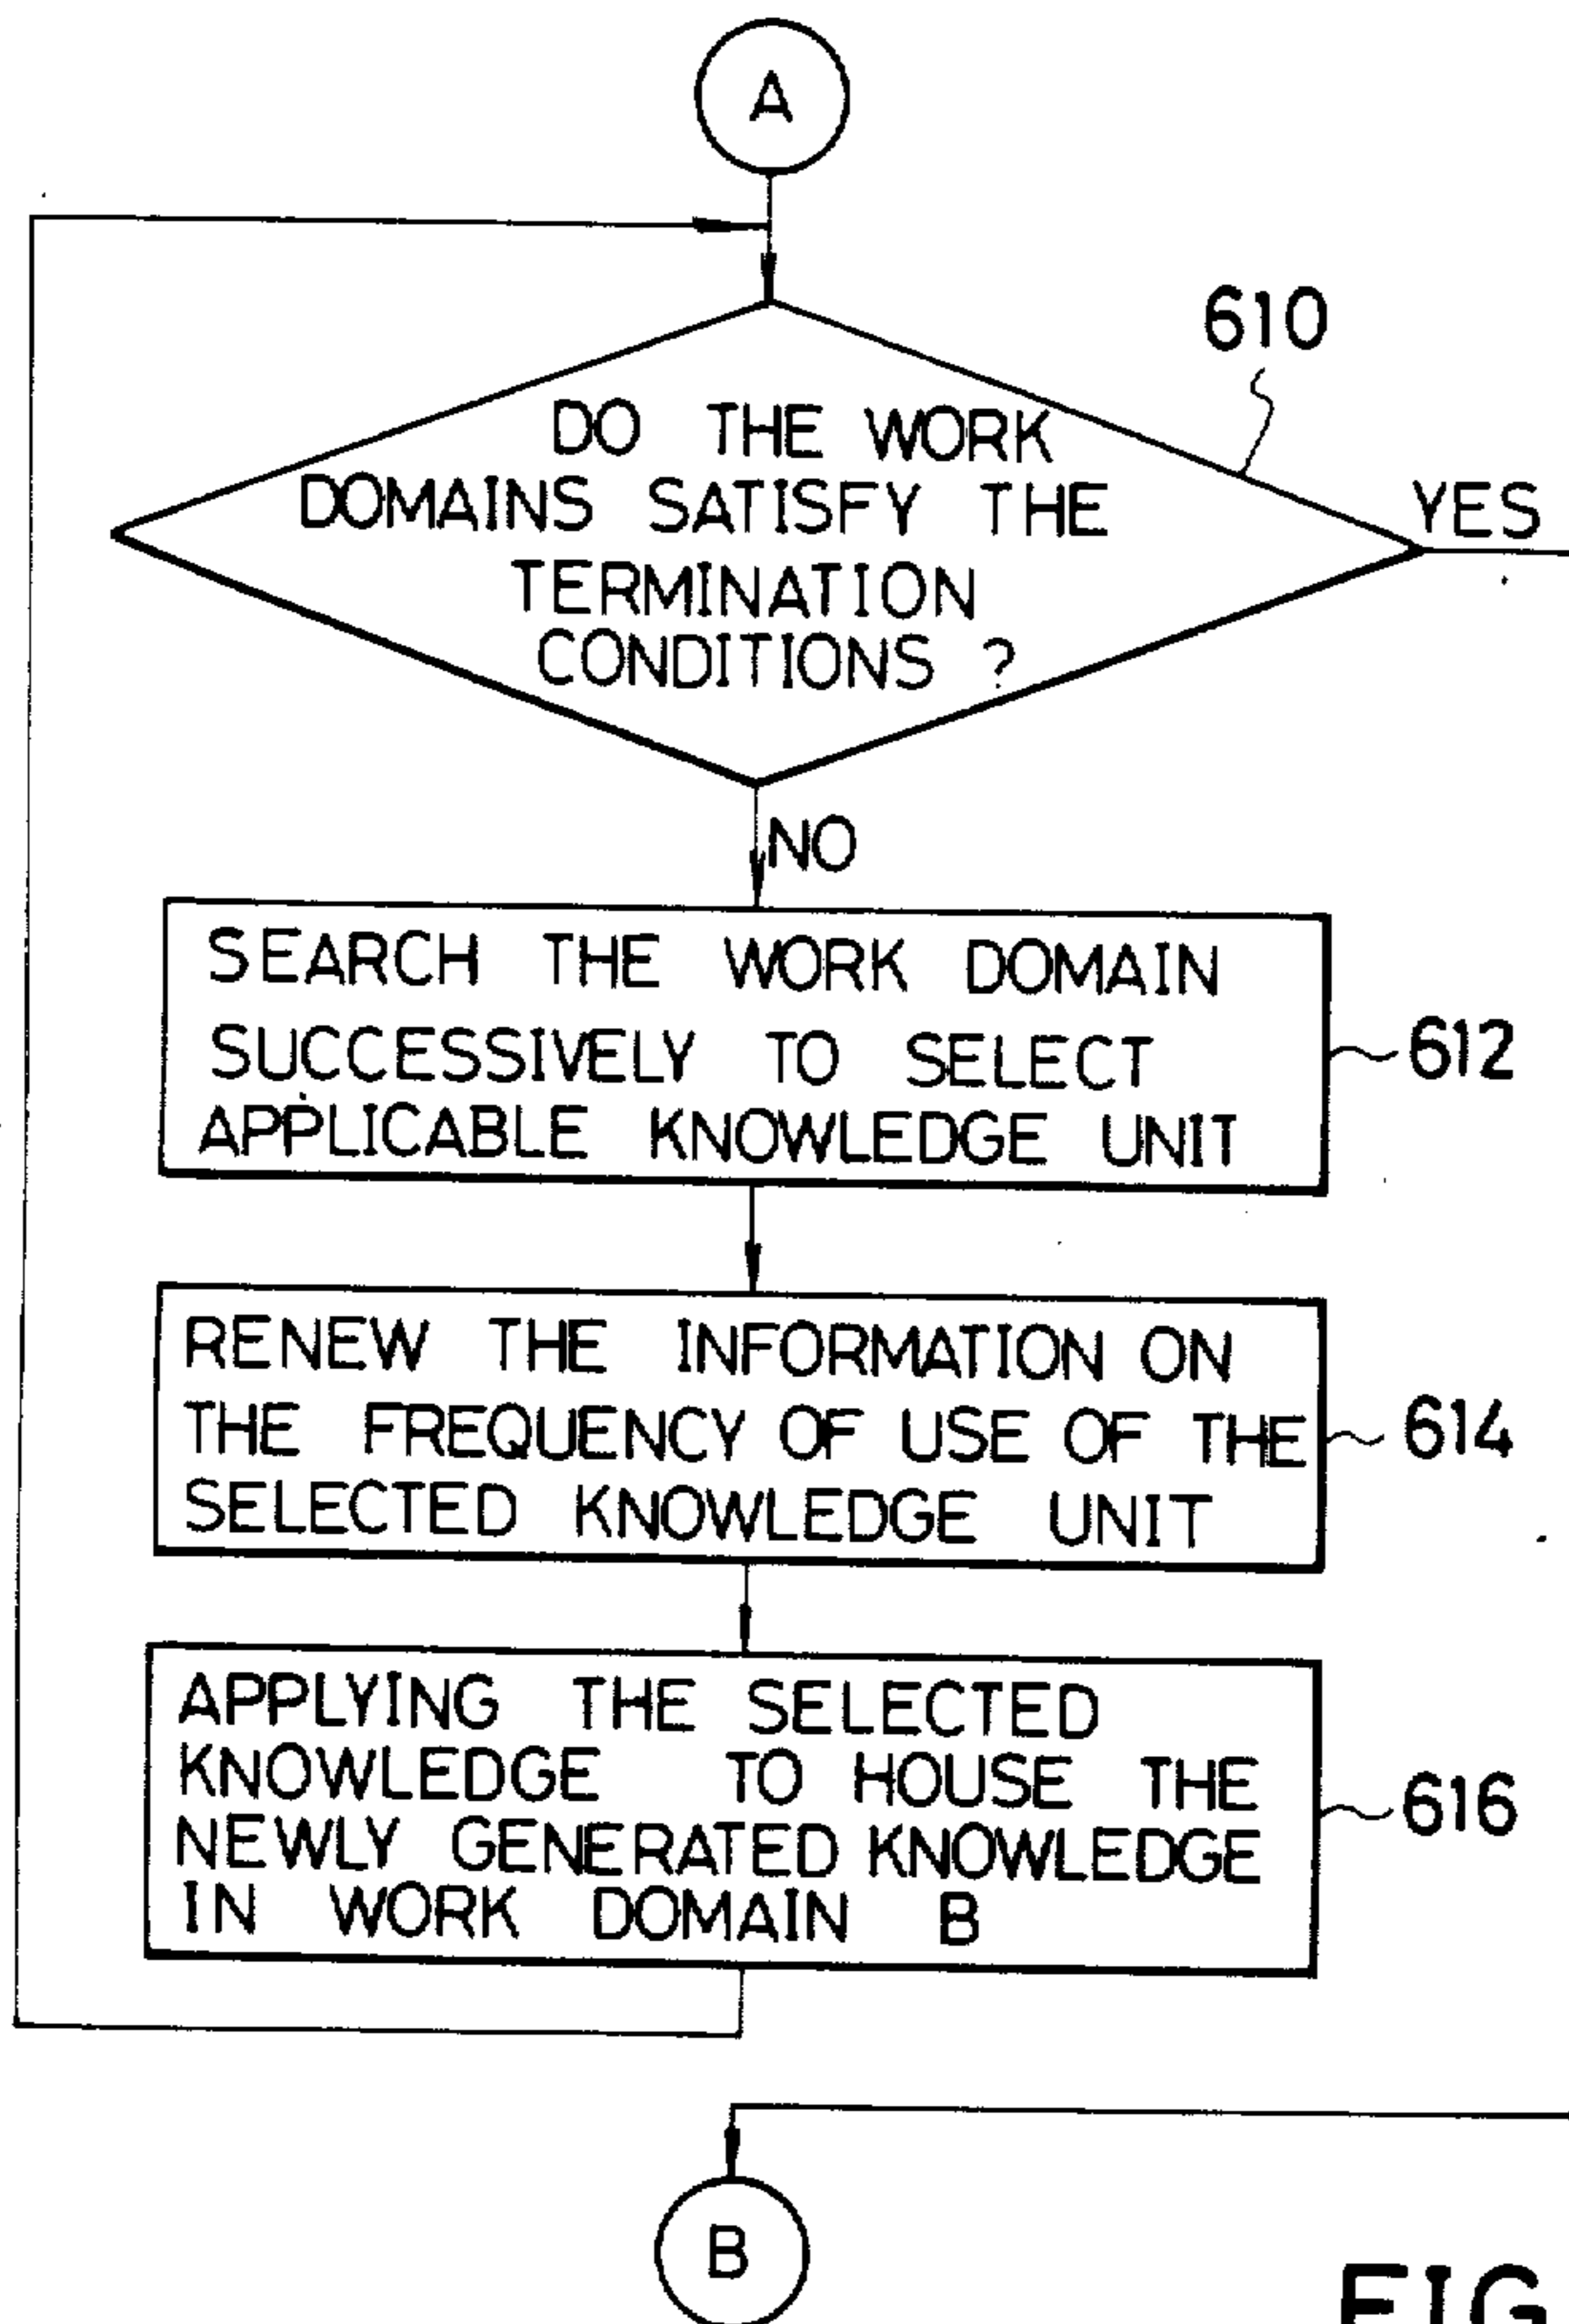 A
610
DO THE WORK
DOMAINS SATISFY THE
TERMINATION
CONDITIONS ?
YES
NO
SEARCH THE WORK DOMAIN
SUCCESSIVELY TO SELECT
APPLICABLE KNOWLEDGE UNIT
612
RENEW THE INFORMATION ON
THE FREQUENCY OF USE OF THE
SELECTED KNOWLEDGE UNIT
614
APPLYING THE SELECTED
KNOWLEDGE TO HOUSE THE
NEWLY GENERATED KNOWLEDGE
IN WORK DOMAIN B
616
B
FIG